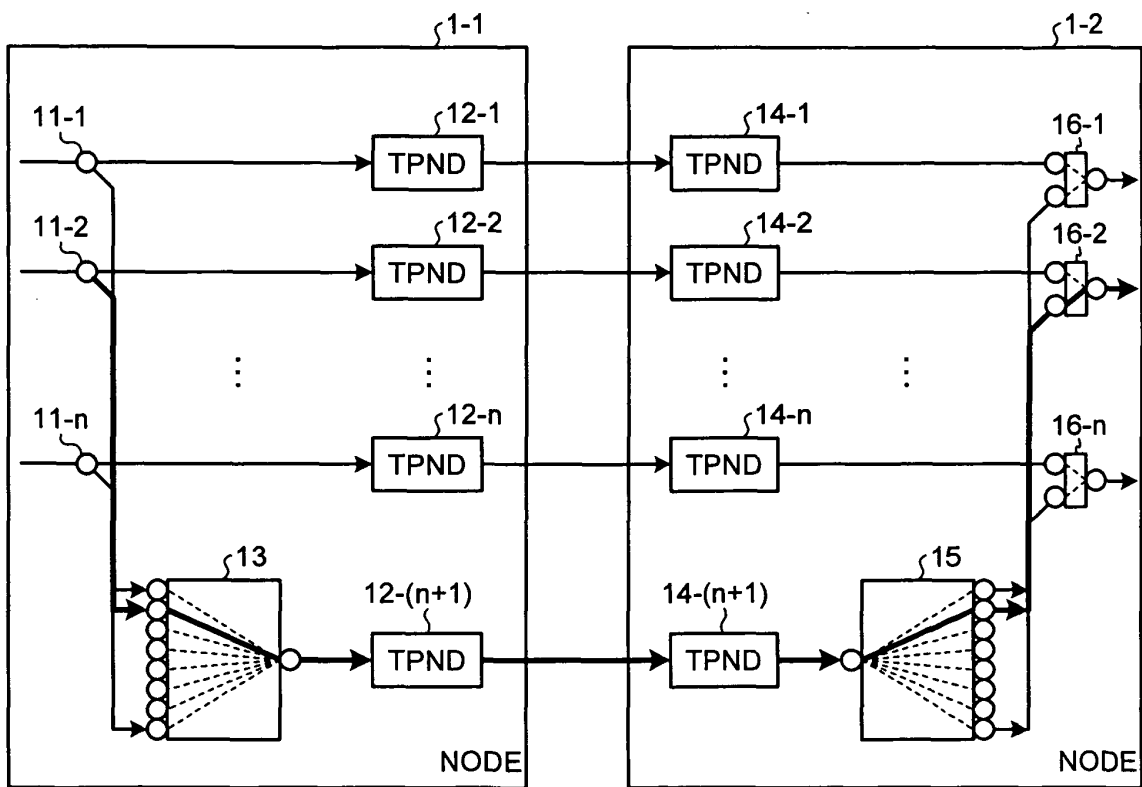 1-1
1-2
11-1
12-1
14-1
16-1
TPND
TPND
11-2
12-2
14-2
16-2
TPND
TPND
11-n
12-n
14-n
16-n
TPND
TPND
13
12-(n+1)
14-(n+1)
15
TPND
TPND
NODE
NODE